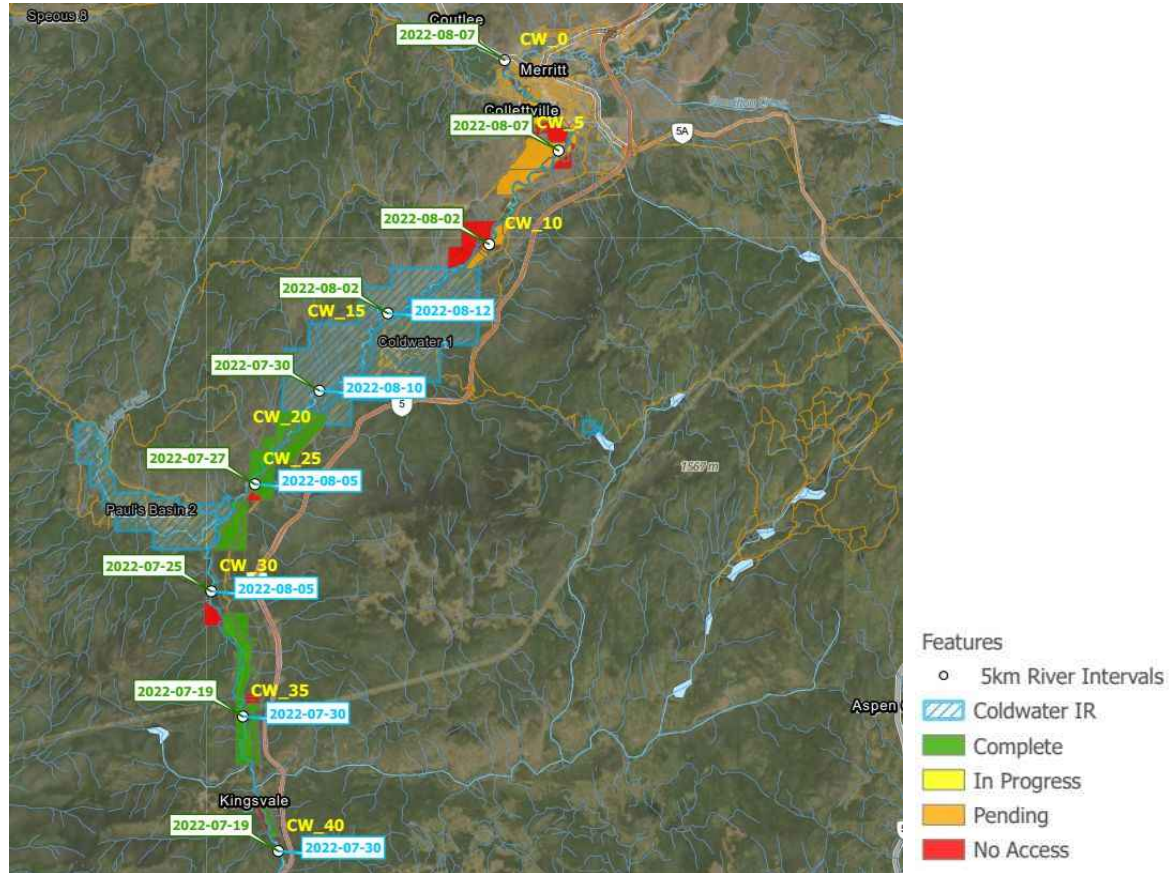 Speous 8
Coutlee
2022-08-07
CW_0
Merritt
Collettville
2022-08-07
CW_5
5A
2022-08-02
CW_10
2022-08-02
CW_15
2022-08-12
Coldwater 1
2022-07-30
2022-08-10
5
CW_20
2022-07-27
CW_25
2022-08-05
1567 m
Paul's Basin 2
2022-07-25
CW_30
2022-08-05
2022-07-19
CW_35
2022-07-30
Aspen
Kingsvale
2022-07-19
CW_40
2022-07-30
Features
5km River Intervals
Coldwater IR
Complete
In Progress
Pending
No Access